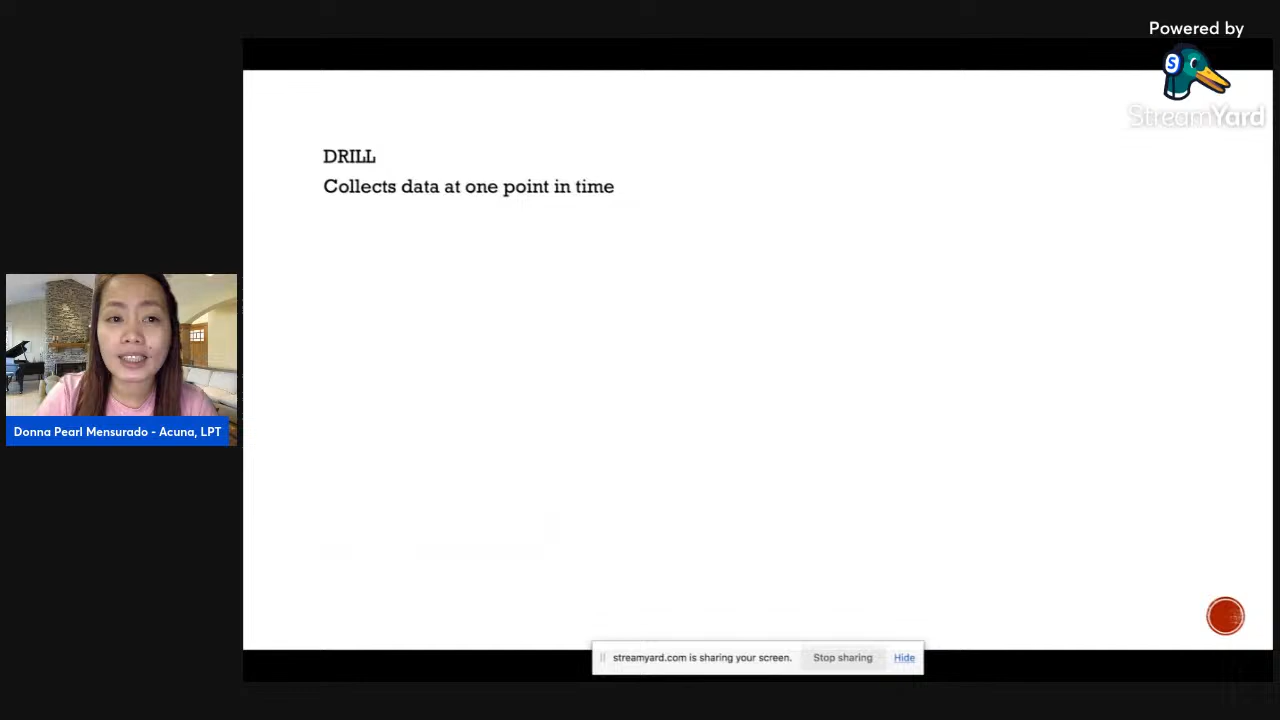 Powered by
StreamYard
DRILL
Collects data at one point in time
Donna Pearl Mensurado - Acuna, LPT
streamyard.com is sharing your screen. Stop sharing Hide